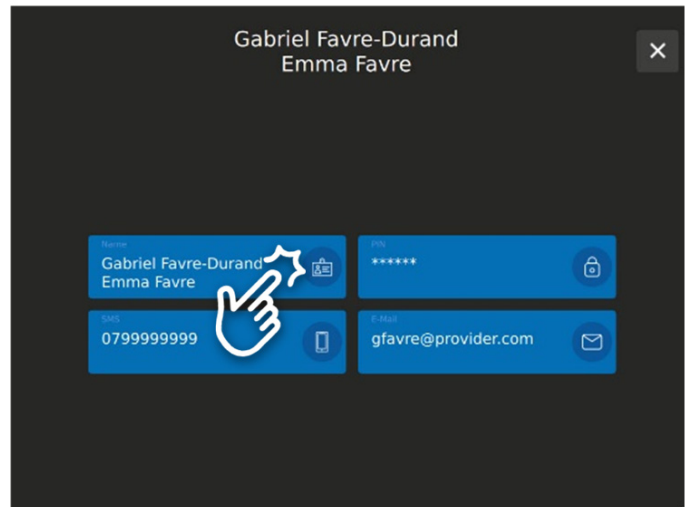 Gabriel Favre-Durand
Emma Favre
Name
Gabriel Favre-Durand
Emma Favre
PIN
******
SMS
0799999999
E-Mail
gfavre@provider.com